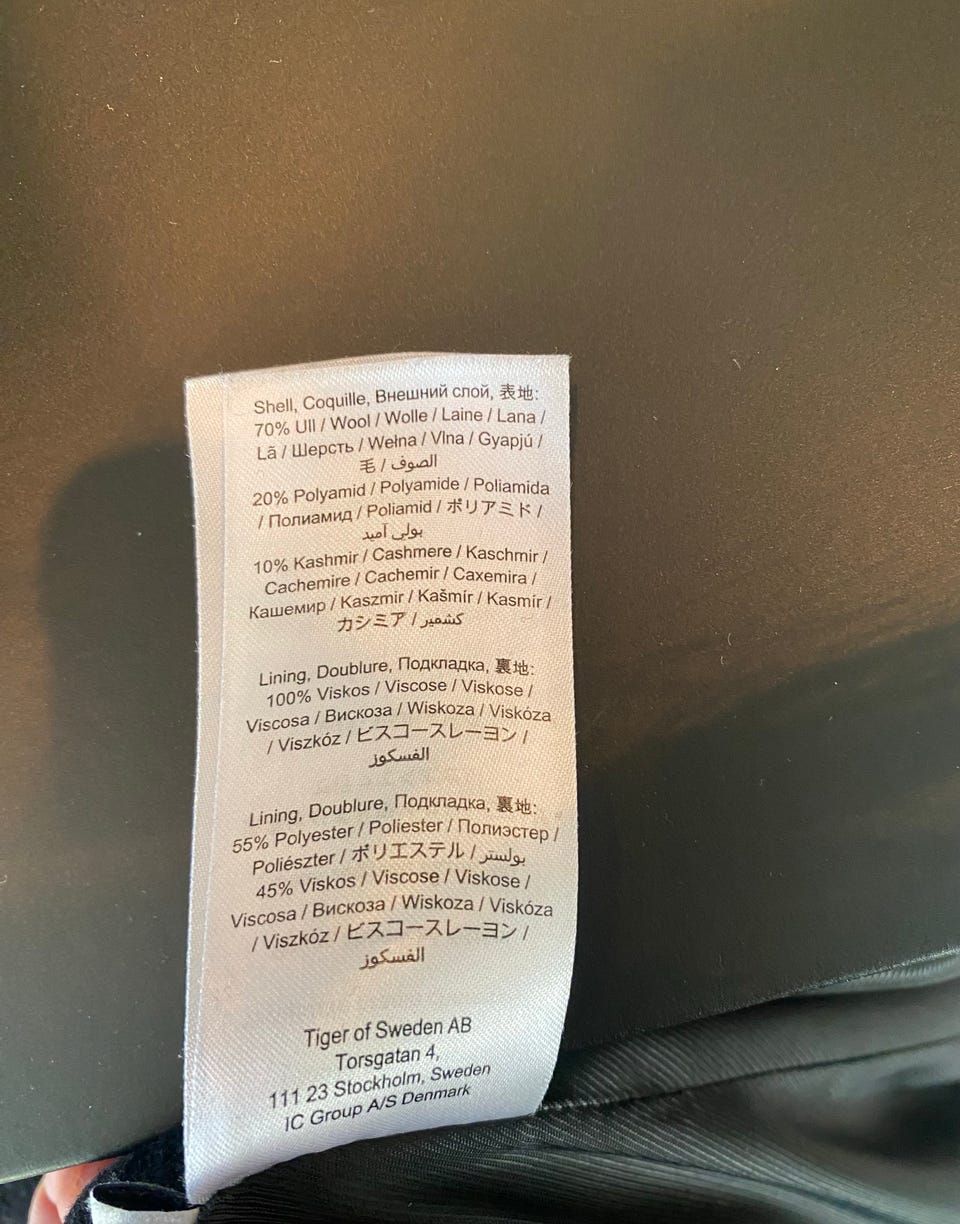 Shell, Coquille, Внешний слой, 表地:
70% Ull / Wool / Wolle / Laine / Lana /
Lã / Шерсть / Wełna / Vlna / Gyapjú /
毛 / الصوف
20% Polyamid / Polyamide / Poliamida
/ Полиамид / Poliamid / ポリアミド /
بولي آميد
10% Kashmir / Cashmere / Kaschmir /
Cachemire / Cachemir / Caxemira /
Кашемир / Kaszmir / Kašmír / Kasmír /
カシミア / كشمير
Lining, Doublure, Подкладка, 裏地:
100% Viskos / Viscose / Viskose /
Viscosa / Вискоза / Wiskoza / Viskóza
/ Viszkóz / ビスコースレーヨン /
الفسكوز
Lining, Doublure, Подкладка, 裏地:
55% Polyester / Poliester / Полиэстер /
Poliészter / ポリエステル / بولستر
45% Viskos / Viscose / Viskose /
Viscosa / Вискоза / Wiskoza / Viskóza
/ Viszkóz / ビスコースレーヨン /
الفسكوز
Tiger of Sweden AB
Torsgatan 4,
111 23 Stockholm, Sweden
IC Group A/S Denmark